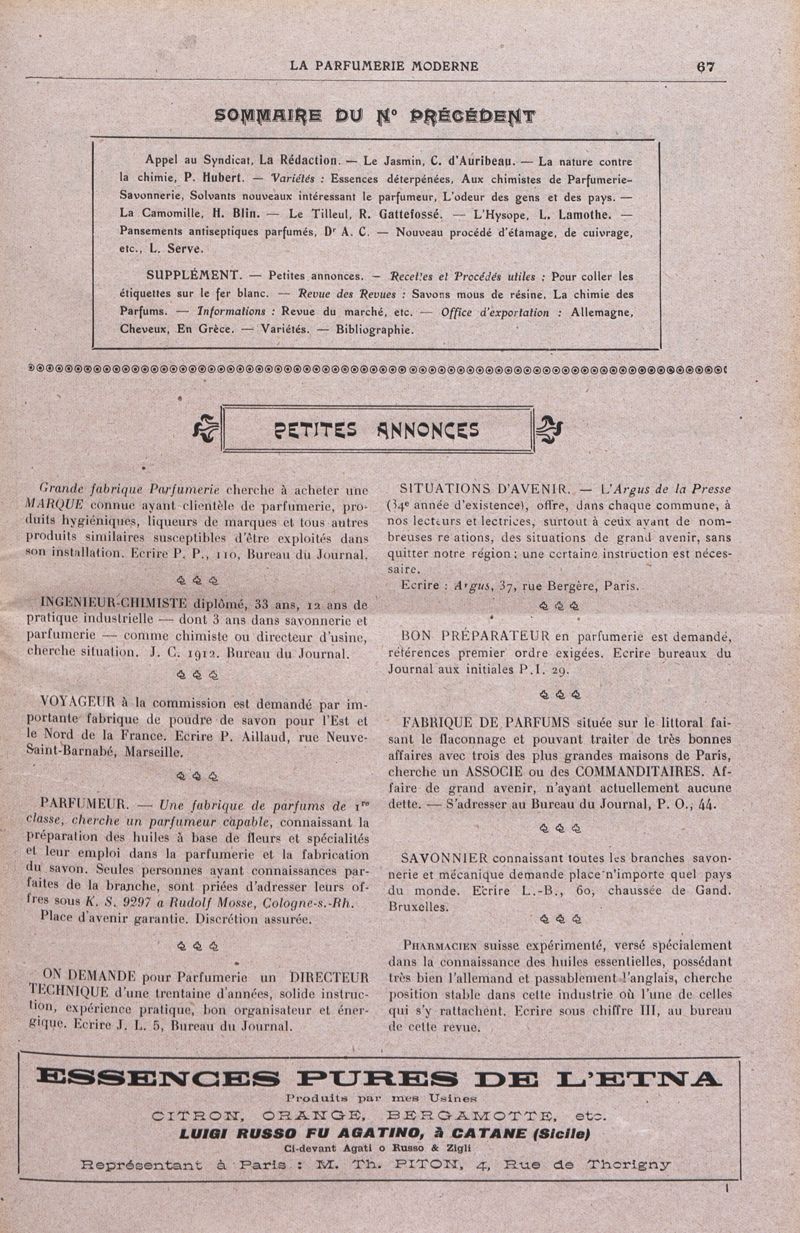 LA PARFUMERIE MODERNE
67
SOMMAIRE DU N° PRÉCÉDENT
Appel au Syndicat, La Rédaction. — Le Jasmin, C. d'Auribeau. — La nature contre
la chimie, P. Hubert. — Variétés : Essences déterpénées, Aux chimistes de Parfumerie-
Savonnerie, Solvants nouveaux intéressant le parfumeur, L'odeur des gens et des pays. —
La Camomille, H. Blin. — Le Tilleul, R. Gattefossé. — L'Hysope, L. Lamothe. —
Pansements antiseptiques parfumés, Dr A. C. — Nouveau procédé d'étamage, de cuivrage,
etc., L. Serve.
SUPPLÉMENT. — Petites annonces. — Recettes et Procédés utiles : Pour coller les
étiquettes sur le fer blanc. — Revue des Revues : Savons mous de résine, La chimie des
Parfums. — Informations : Revue du marché, etc. — Office d'exportation : Allemagne,
Cheveux, En Grèce. — Variétés. — Bibliographie.
PETITES ANNONCES
Grande fabrique Parfumerie cherche à acheter une
MARQUE connue ayant clientèle de parfumerie, pro-
duits hygiéniques, liqueurs de marques et tous autres
produits similaires susceptibles d'être exploités dans
son installation. Ecrire P. P., 110, Bureau du Journal.
INGENIEUR-CHIMISTE diplômé, 33 ans, 12 ans de
pratique industrielle — dont 3 ans dans savonnerie et
parfumerie — comme chimiste ou directeur d'usine,
cherche situation. J. C. 1912. Bureau du Journal.
VOYAGEUR à la commission est demandé par im-
portante fabrique de poudre de savon pour l'Est et
le Nord de la France. Ecrire P. Aillaud, rue Neuve-
Saint-Barnabé, Marseille.
PARFUMEUR. — Une fabrique de parfums de 1re
classe, cherche un parfumeur capable, connaissant la
préparation des huiles à base de fleurs et spécialités
et leur emploi dans la parfumerie et la fabrication
du savon. Seules personnes ayant connaissances par-
faites de la branche, sont priées d'adresser leurs of-
fres sous K. S. 9297 a Rudolf Mosse, Cologne-s.-Rh.
Place d'avenir garantie. Discrétion assurée.
ON DEMANDE pour Parfumerie un DIRECTEUR
TECHNIQUE d'une trentaine d'années, solide instruc-
tion, expérience pratique, bon organisateur et éner-
gique. Ecrire J. L. 5, Bureau du Journal.
SITUATIONS D'AVENIR. — L'Argus de la Presse
(34e année d'existence), offre, dans chaque commune, à
nos lecteurs et lectrices, surtout à ceux ayant de nom-
breuses re ations, des situations de grand avenir, sans
quitter notre région ; une certaine instruction est néces-
saire.
Ecrire : Argus, 37, rue Bergère, Paris.
BON PRÉPARATEUR en parfumerie est demandé,
références premier ordre exigées. Ecrire bureaux du
Journal aux initiales P.I. 29.
FABRIQUE DE PARFUMS située sur le littoral fai-
sant le flaconnage et pouvant traiter de très bonnes
affaires avec trois des plus grandes maisons de Paris,
cherche un ASSOCIE ou des COMMANDITAIRES. Af-
faire de grand avenir, n'ayant actuellement aucune
dette. — S'adresser au Bureau du Journal, P. O., 44.
SAVONNIER connaissant toutes les branches savon-
nerie et mécanique demande place n'importe quel pays
du monde. Ecrire L.-B., 60, chaussée de Gand.
Bruxelles.
PHARMACIEN suisse expérimenté, versé spécialement
dans la connaissance des huiles essentielles, possédant
très bien l'allemand et passablement l'anglais, cherche
position stable dans cette industrie où l'une de celles
qui s'y rattachent. Ecrire sous chiffre III, au bureau
de cette revue.
ESSENCES PURES DE L'ETNA
Produits par mes Usines
CITRON, ORANGE, BERGAMOTTE, etc.
LUIGI RUSSO FU AGATINO, à CATANE (Sicile)
Ci-devant Agati o Russo & Zigli
Représentant à Paris : M. Th. PITON, 4, Rue de Thorigny
1